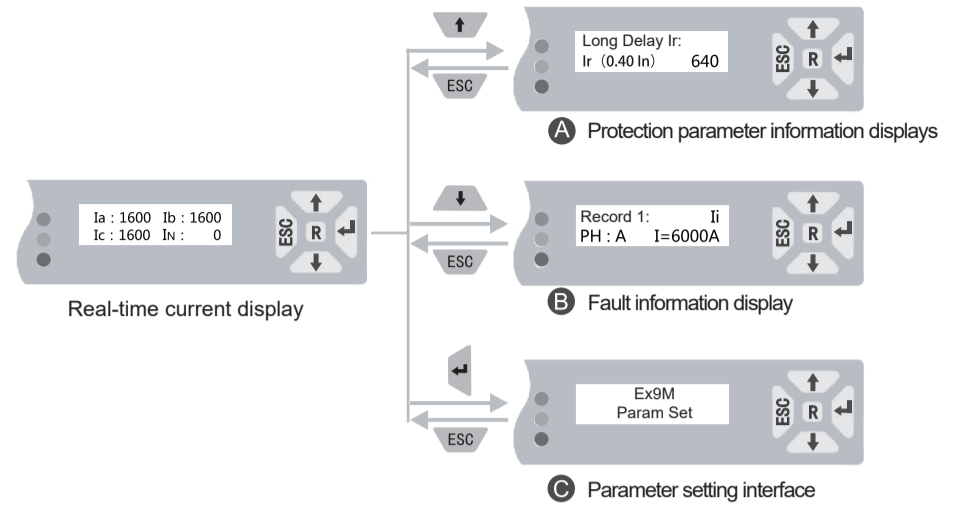 Ia : 1600 Ib : 1600
Ic : 1600 IN : 0
ESC
R
Real-time current display
ESC
Long Delay Ir:
Ir (0.40 In) 640
ESC
R
A Protection parameter information displays
ESC
Record 1: Ii
PH : A I=6000A
ESC
R
B Fault information display
ESC
Ex9M
Param Set
ESC
R
C Parameter setting interface